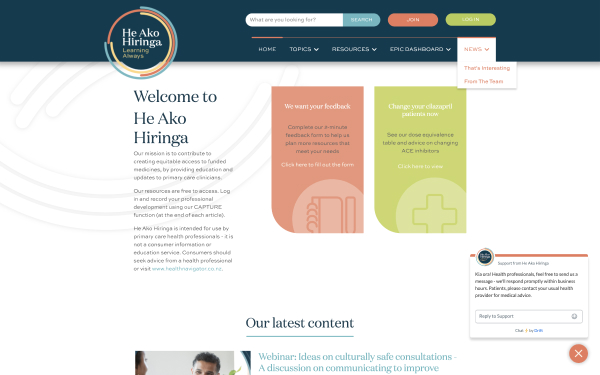 He Ako
Hiringa
Learning
Always
What are you looking for?
SEARCH
JOIN
LOGIN
HOME
TOPICS
RESOURCES
EPIC DASHBOARD
NEWS
That's Interesting
From The Team
Welcome to
He Ako
Hiringa
Our mission is to contribute to
creating equitable access to funded
medicines, by providing education and
updates to primary care clinicians.
Our resources are free to access. Log
in and record your professional
development using our CAPTURE
function (at the end of each article).
He Ako Hiringa is intended for use by
primary care health professionals - it is
not a consumer information or
education service. Consumers should
seek advice from a health professional
or visit www.healthnavigator.co.nz.
We want your feedback
Complete our 2-minute
feedback form to help us
plan more resources that
meet your needs
Click here to fill out the form
Change your cilazapril
patients now
See our dose equivalence
table and advice on changing
ACE inhibitors
Click here to view
He Ako
Hiringa
Support from He Ako Hiringa
Kia ora! Health professionals, feel free to send us a
message - we'll respond promptly within business
hours. Patients, please contact your usual health
provider for medical advice.
Reply to Support
Chat ⚡ by Drift
Our latest content
Webinar: Ideas on culturally safe consultations -
A discussion on communicating to improve